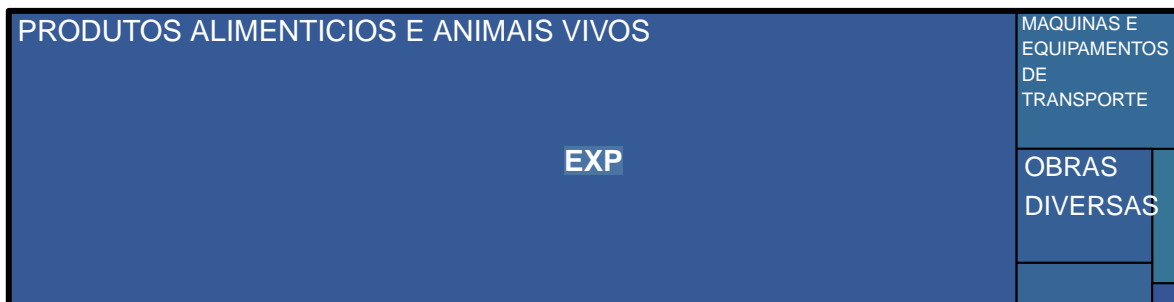 PRODUTOS ALIMENTICIOS E ANIMAIS VIVOS
EXP
MAQUINAS E
EQUIPAMENTOS
DE
TRANSPORTE
OBRAS
DIVERSAS